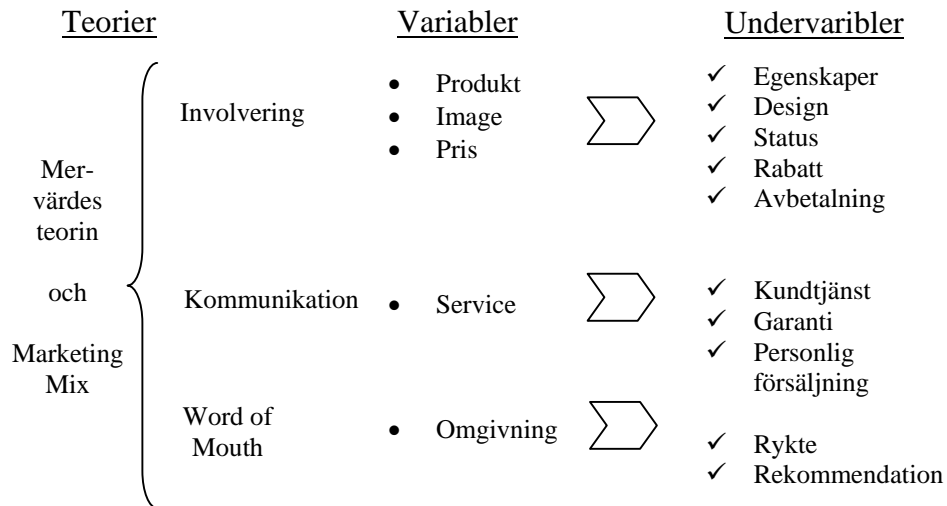 Teorier
Variabler
Undervaribler
Mer-
värdes
teorin
och
Marketing
Mix
Involvering
• Produkt
• Image
• Pris
✓ Egenskaper
✓ Design
✓ Status
✓ Rabatt
✓ Avbetalning
Kommunikation
• Service
✓ Kundtjänst
✓ Garanti
✓ Personlig
försäljning
Word of
Mouth
• Omgivning
✓ Rykte
✓ Rekommendation